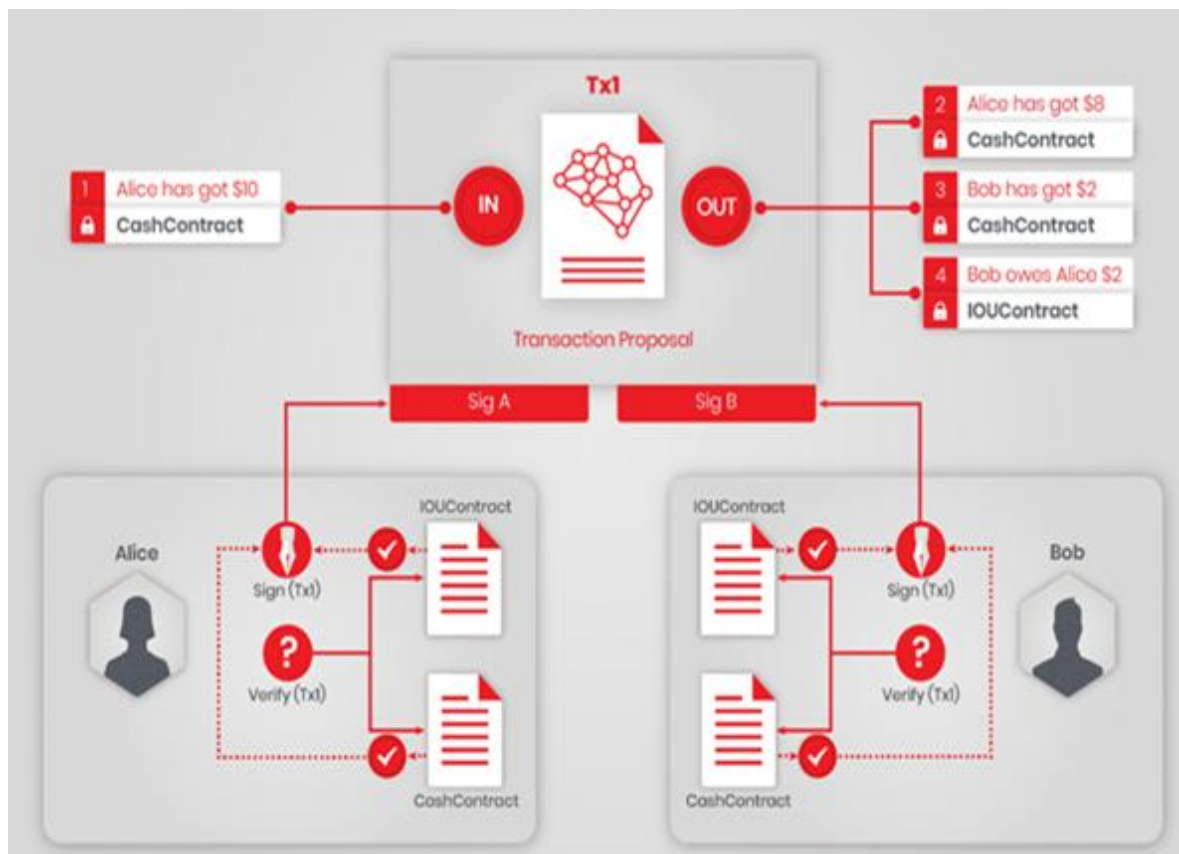 Tx1
1 Alice has got $10
CashContract
IN
OUT
2 Alice has got $8
CashContract
3 Bob has got $2
CashContract
4 Bob owes Alice $2
IOUContract
Transaction Proposal
Sig A
Sig B
Alice
IOUContract
Sign (Tx1)
?
Verify (Tx1)
CashContract
IOUContract
Bob
Sign (Tx1)
?
Verify (Tx1)
CashContract